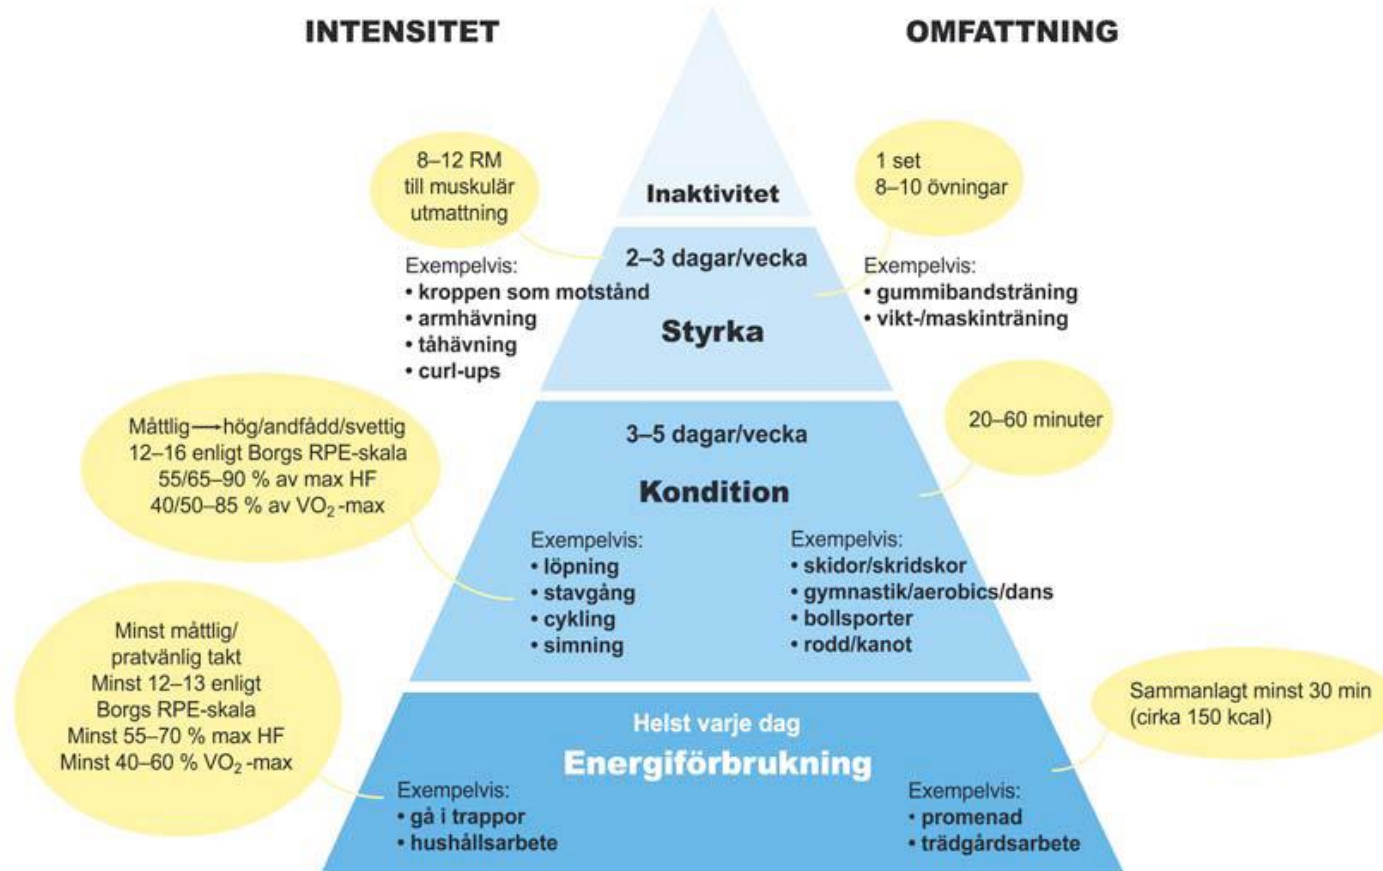 INTENSITET
OMFATTNING
8–12 RM
till muskulär
utmattning
1 set
8–10 övningar
Inaktivitet
2–3 dagar/vecka
Styrka
Exempelvis:
• kroppen som motstånd
• armhävning
• tåhävning
• curl-ups
Exempelvis:
• gummibandsträning
• vikt-/maskinträning
Måttlig→hög/andfådd/svettig
12–16 enligt Borgs RPE-skala
55/65–90 % av max HF
40/50–85 % av VO₂-max
3–5 dagar/vecka
Kondition
20–60 minuter
Exempelvis:
• löpning
• stavgång
• cykling
• simning
Exempelvis:
• skidor/skridskor
• gymnastik/aerobics/dans
• bollsporter
• rodd/kanot
Minst måttlig/
pratvänlig takt
Minst 12–13 enligt
Borgs RPE-skala
Minst 55–70 % max HF
Minst 40–60 % VO₂-max
Helst varje dag
Energiförbrukning
Sammanlagt minst 30 min
(cirka 150 kcal)
Exempelvis:
• gå i trappor
• hushållsarbete
Exempelvis:
• promenad
• trädgårdsarbete